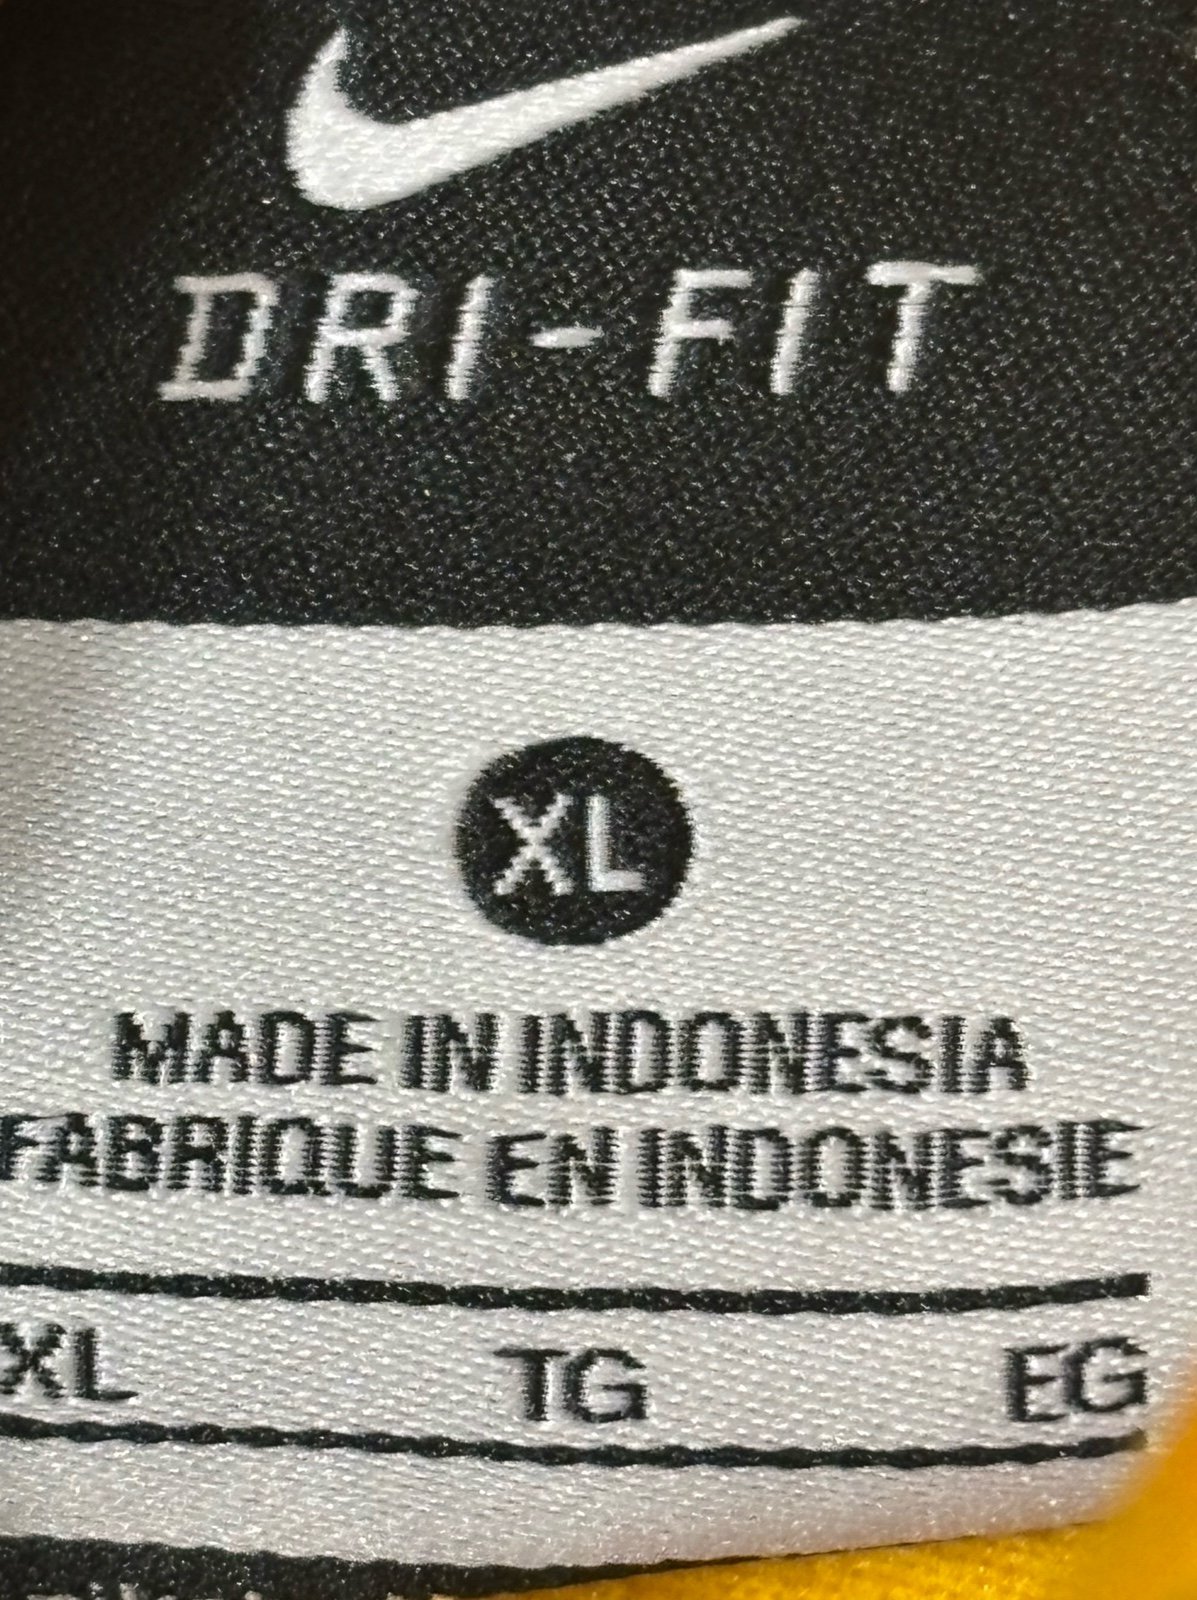 DRI-FIT
XL
MADE IN INDONESIA
FABRIQUE EN INDONESIE
XL TG EG